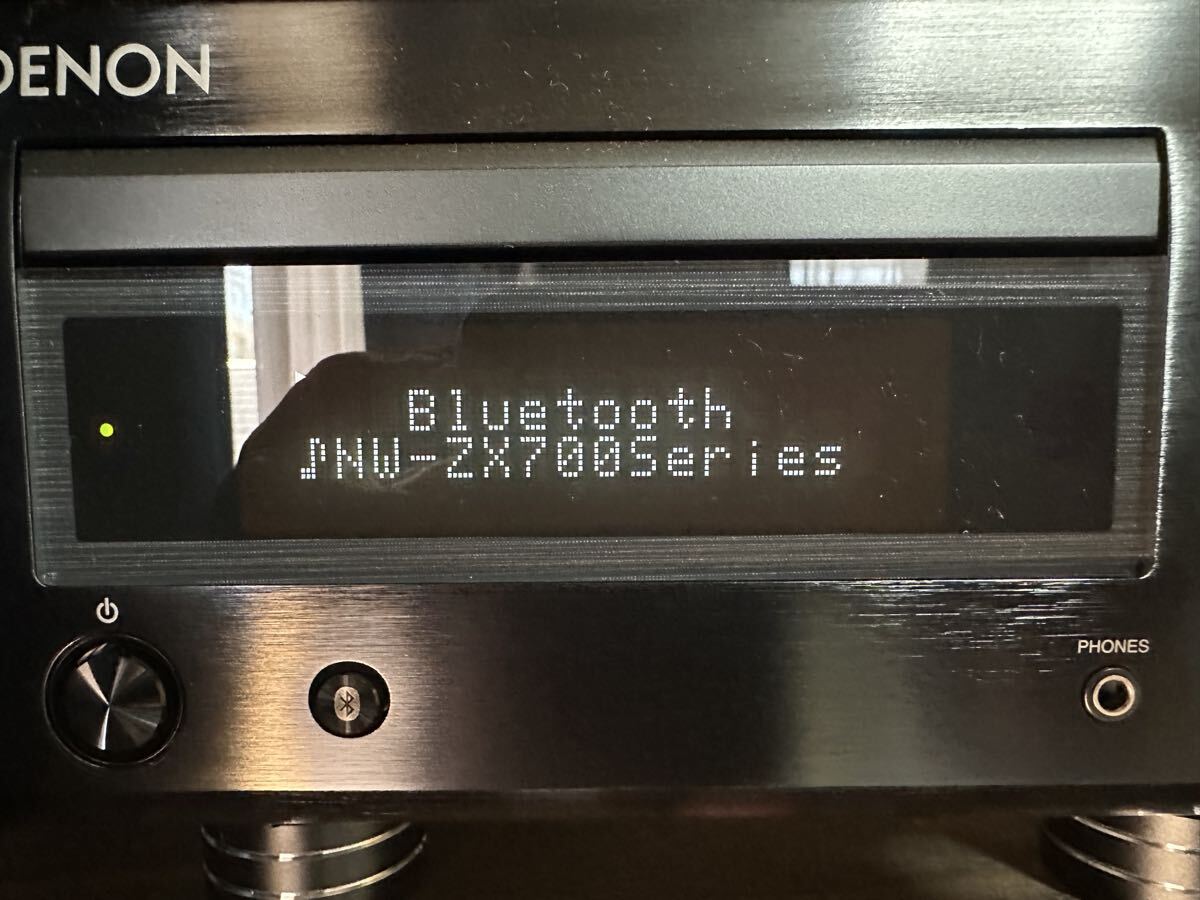 DENON
Bluetooth
♪NW-ZX700Series
PHONES